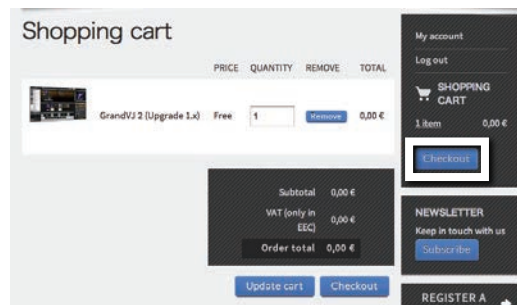 Shopping cart
PRICE QUANTITY REMOVE TOTAL
GrandVJ 2 (Upgrade 1.x) Free 1 Remove 0,00 €
Subtotal 0,00 €
VAT (only in
EEC) 0,00 €
Order total 0,00 €
Update cart Checkout
My account
Log out
SHOPPING
CART
1 item 0,00 €
Checkout
NEWSLETTER
Keep in touch with us
Subscribe
REGISTER A